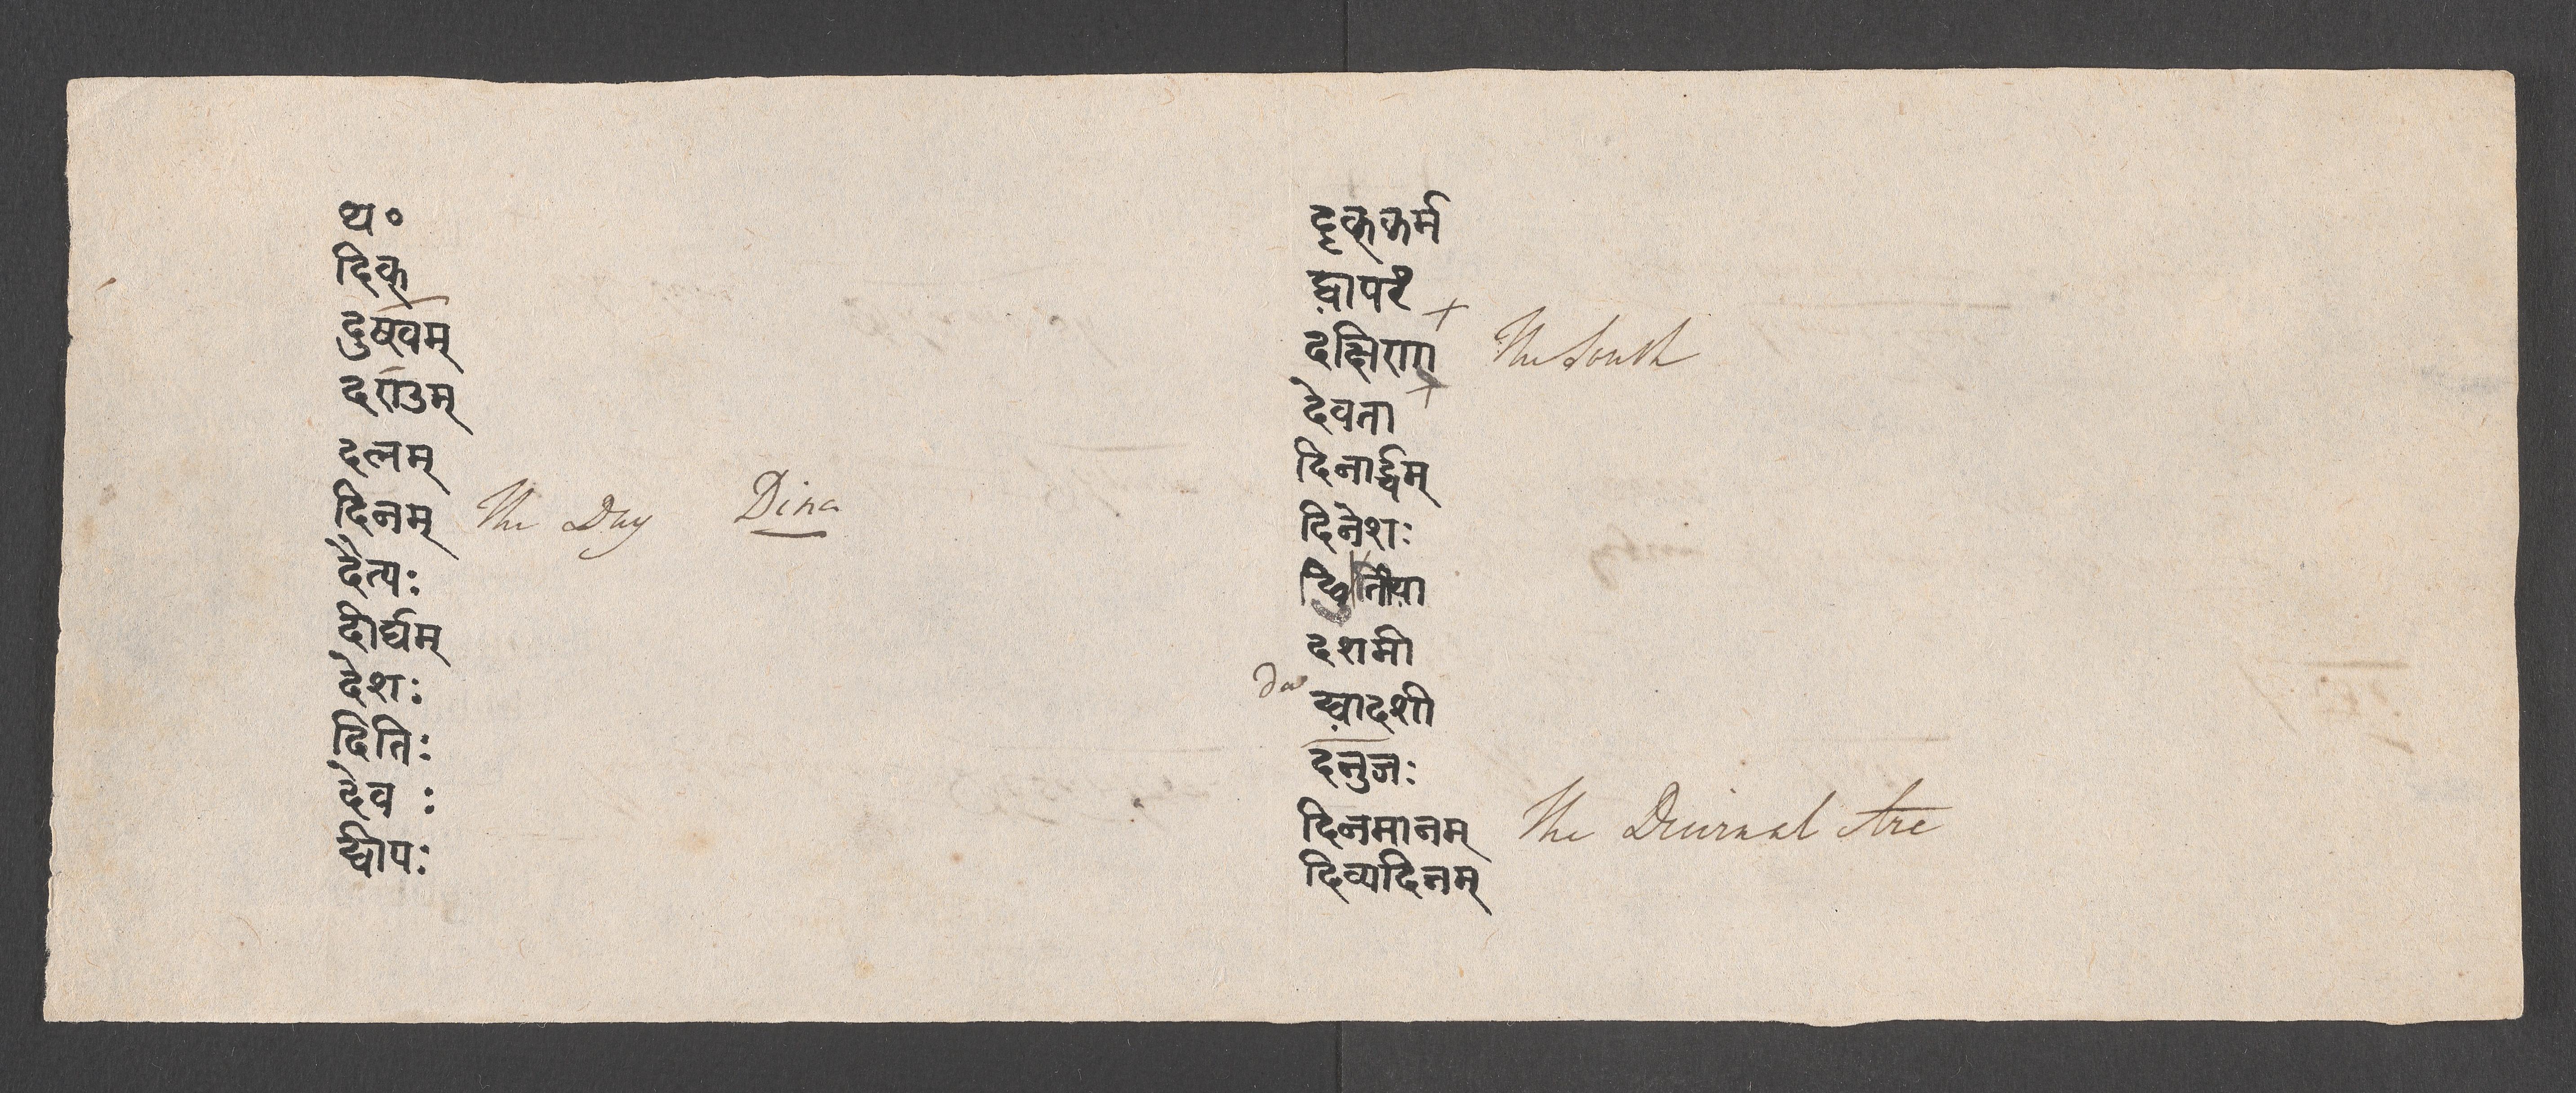 थ॰
दिक्
दुष्खम्
दण्डम्
दलम्
दिनम् The Day Dina
दैत्यः
दीर्घम्
देशः
दितिः
देवः
द्वीपः
दृक्कर्म
द्वापरं
दक्षिणा The South
देवता
दिनार्द्धम्
दिनेशः
द्वितीया
दशमी
da द्वादशी
दनुजः
दिनमानम् The Diurnal Arc
दिव्यदिनम्